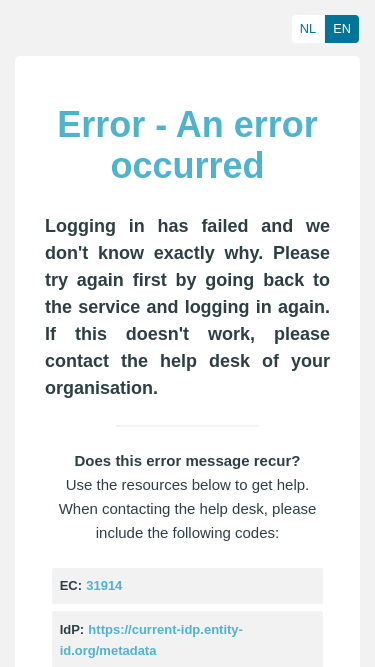 NL EN
Error - An error
occurred
Logging in has failed and we
don't know exactly why. Please
try again first by going back to
the service and logging in again.
If this doesn't work, please
contact the help desk of your
organisation.
Does this error message recur?
Use the resources below to get help.
When contacting the help desk, please
include the following codes:
EC: 31914
IdP: https://current-idp.entity-
id.org/metadata